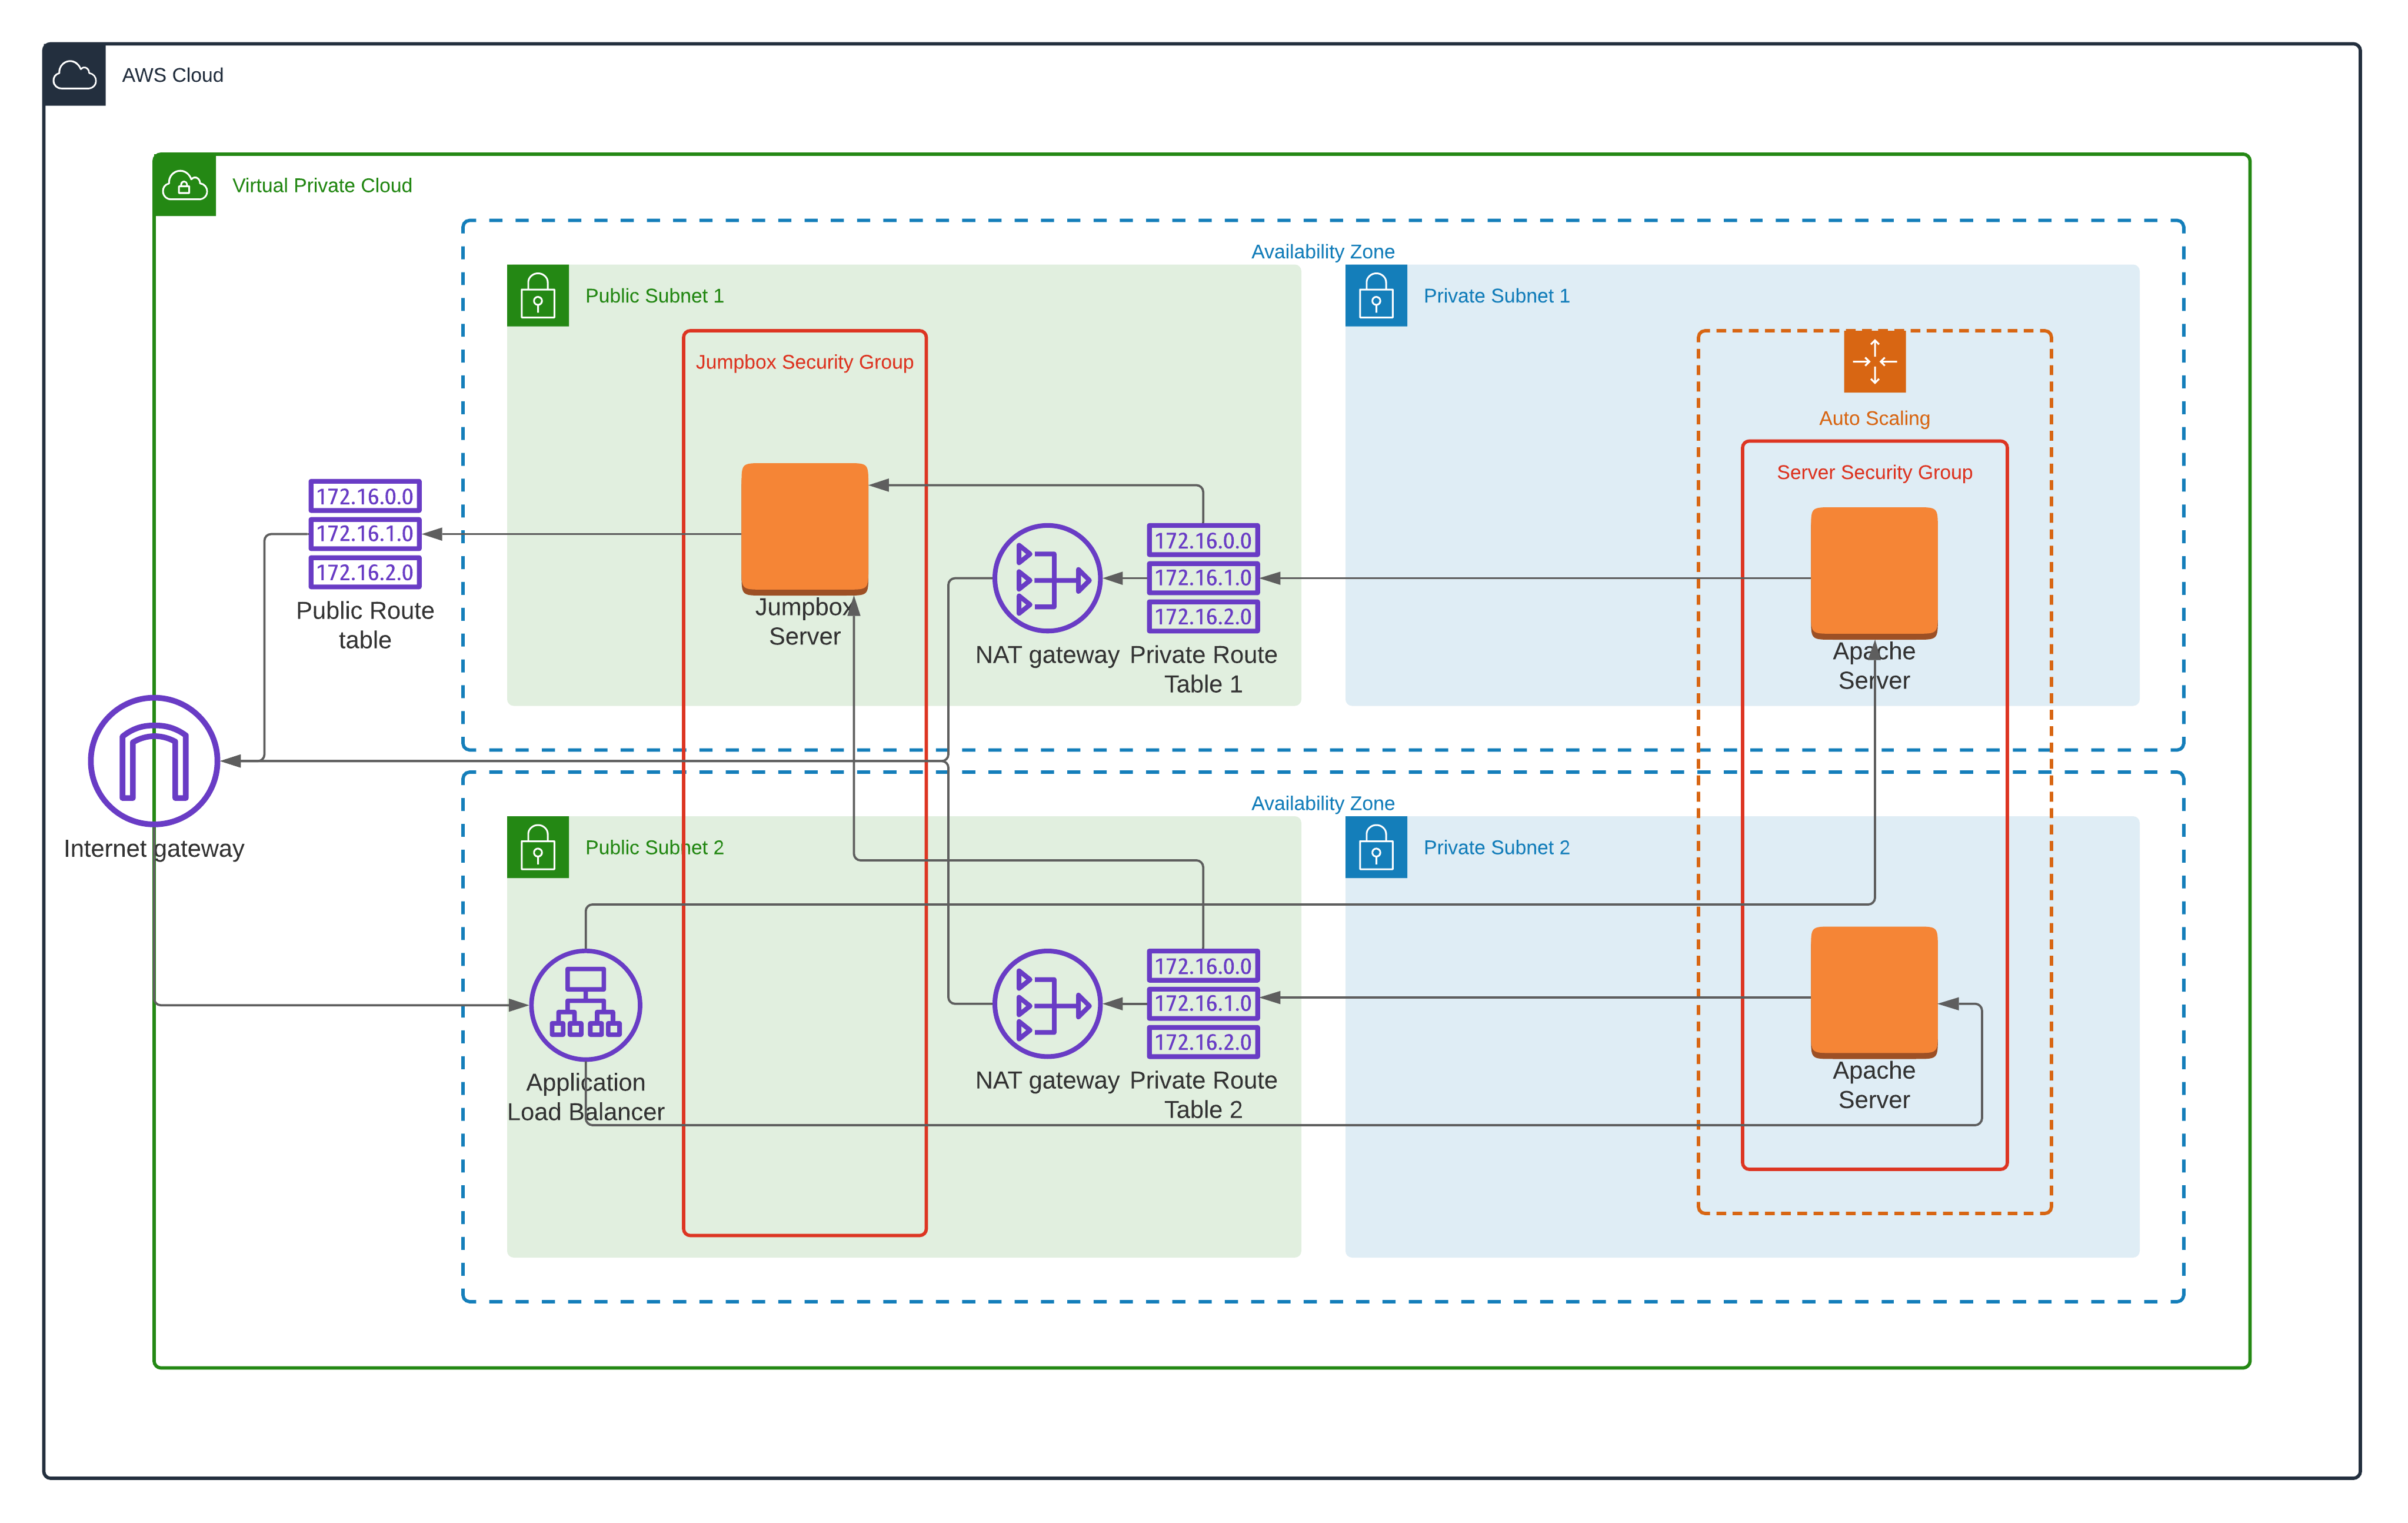 AWS Cloud
Virtual Private Cloud
Availability Zone
Public Subnet 1
Private Subnet 1
Jumpbox Security Group
Auto Scaling
Server Security Group
172.16.0.0
172.16.1.0
172.16.2.0
Public Route
table
Jumpbox
Server
NAT gateway
172.16.0.0
172.16.1.0
172.16.2.0
Private Route
Table 1
Apache
Server
Internet gateway
Availability Zone
Public Subnet 2
Private Subnet 2
Application
Load Balancer
NAT gateway
172.16.0.0
172.16.1.0
172.16.2.0
Private Route
Table 2
Apache
Server